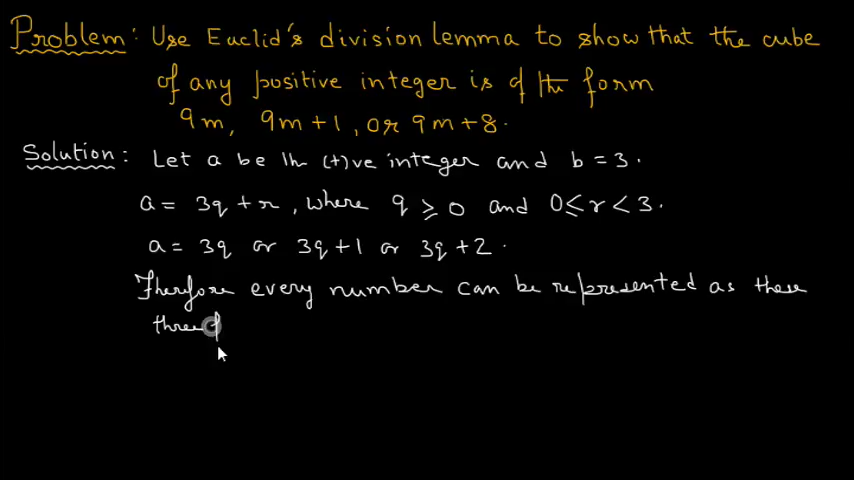 Problem: Use Euclid's division lemma to show that the cube
of any positive integer is of the form
9m, 9m+1, or 9m+8.
Solution: Let a be the (+)ve integer and b = 3.
a = 3q + r, where q ≥ 0 and 0 ≤ r < 3.
a = 3q or 3q+1 or 3q+2.
Therefore every number can be represented as these
three